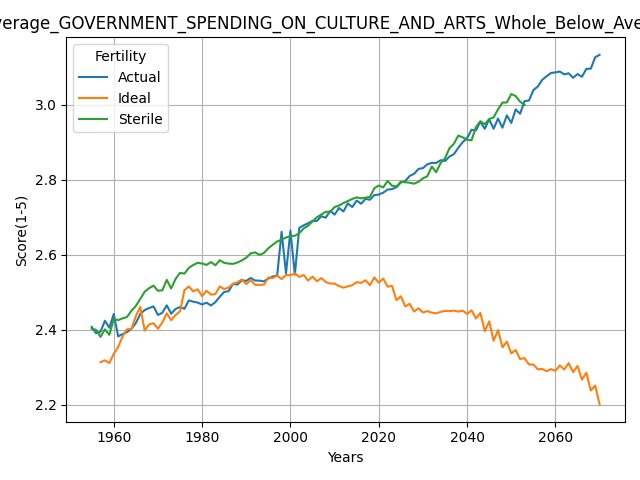 verage_GOVERNMENT_SPENDING_ON_CULTURE_AND_ARTS_Whole_Below_Ave
Fertility
Actual
Ideal
Sterile
Score(1-5)
3.0
2.8
2.6
2.4
2.2
1960 1980 2000 2020 2040 2060
Years